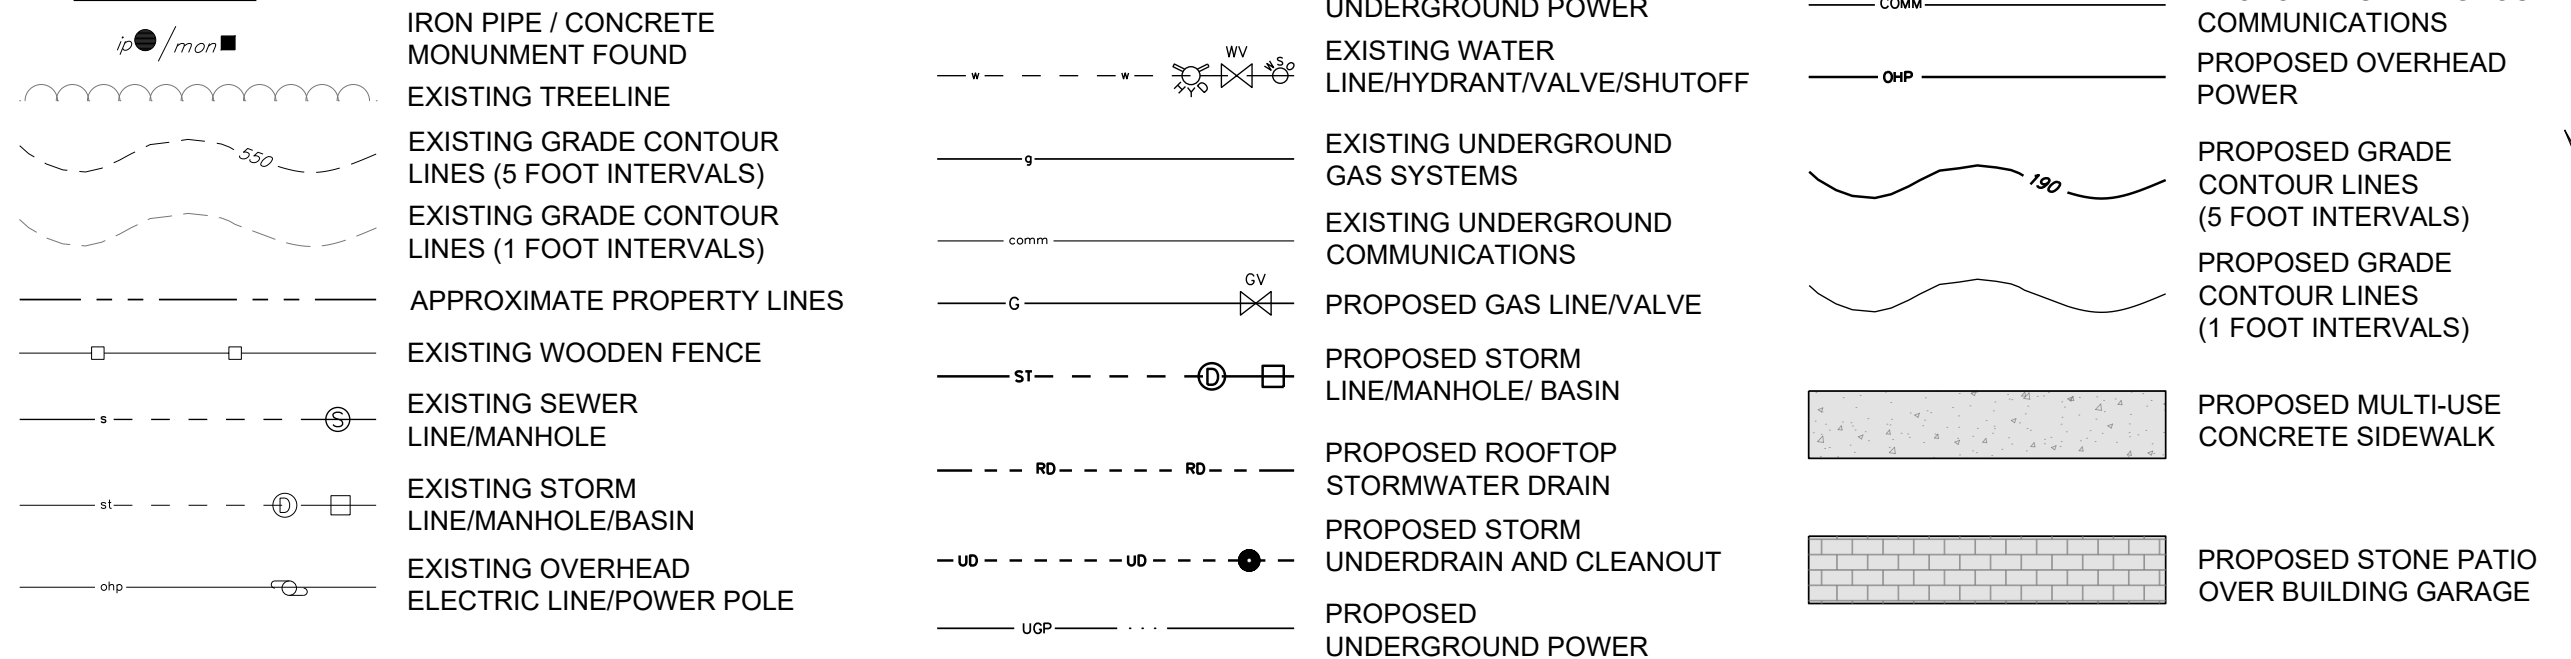 IRON PIPE / CONCRETE
MONUNMENT FOUND
ip / mon
EXISTING TREELINE
550
EXISTING GRADE CONTOUR
LINES (5 FOOT INTERVALS)
EXISTING GRADE CONTOUR
LINES (1 FOOT INTERVALS)
APPROXIMATE PROPERTY LINES
EXISTING WOODEN FENCE
s
S
EXISTING SEWER
LINE/MANHOLE
st
D
EXISTING STORM
LINE/MANHOLE/BASIN
ohp
EXISTING OVERHEAD
ELECTRIC LINE/POWER POLE
UNDERGROUND POWER
w
w
HYD
WV
WSO
EXISTING WATER
LINE/HYDRANT/VALVE/SHUTOFF
g
EXISTING UNDERGROUND
GAS SYSTEMS
comm
EXISTING UNDERGROUND
COMMUNICATIONS
G
GV
PROPOSED GAS LINE/VALVE
ST
D
PROPOSED STORM
LINE/MANHOLE/ BASIN
RD
RD
PROPOSED ROOFTOP
STORMWATER DRAIN
UD
UD
PROPOSED STORM
UNDERDRAIN AND CLEANOUT
UGP
PROPOSED
UNDERGROUND POWER
COMM
COMMUNICATIONS
OHP
PROPOSED OVERHEAD
POWER
190
PROPOSED GRADE
CONTOUR LINES
(5 FOOT INTERVALS)
PROPOSED GRADE
CONTOUR LINES
(1 FOOT INTERVALS)
PROPOSED MULTI-USE
CONCRETE SIDEWALK
PROPOSED STONE PATIO
OVER BUILDING GARAGE